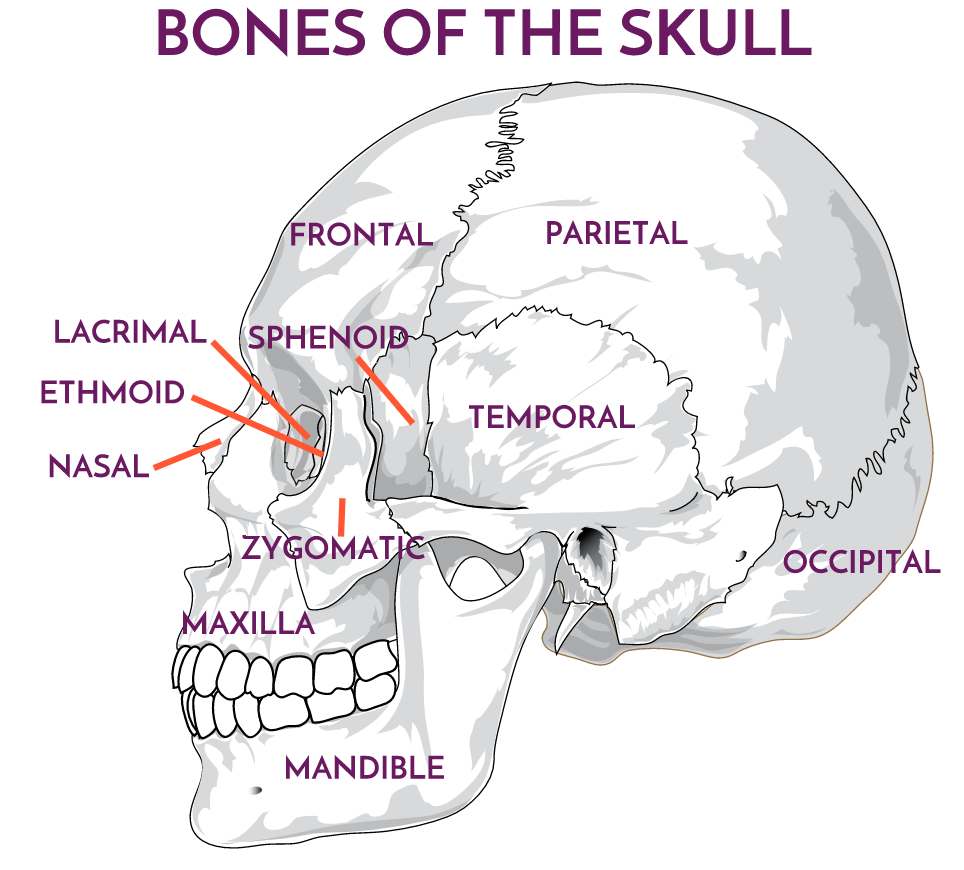 BONES OF THE SKULL
FRONTAL
PARIETAL
LACRIMAL
SPHENOID
ETHMOID
TEMPORAL
NASAL
ZYGOMATIC
OCCIPITAL
MAXILLA
MANDIBLE